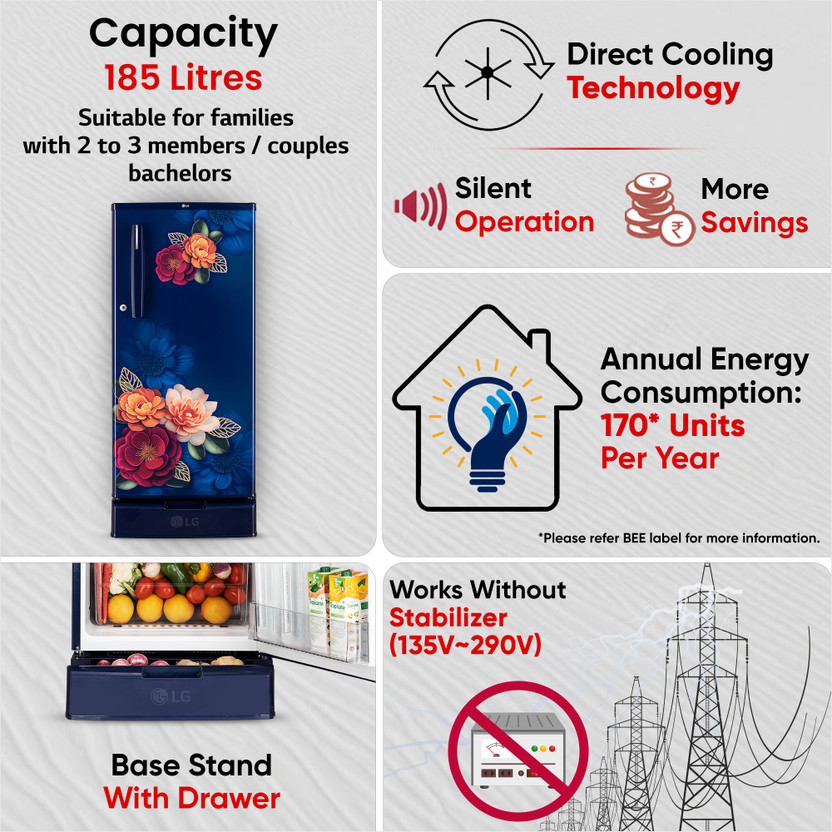 Capacity
185 Litres
Suitable for families
with 2 to 3 members / couples
bachelors
LG
Direct Cooling
Technology
Silent
Operation
More
Savings
₹
₹
Annual Energy
Consumption:
170* Units
Per Year
*Please refer BEE label for more information.
LG
Base Stand
With Drawer
Works Without
Stabilizer
(135V~290V)